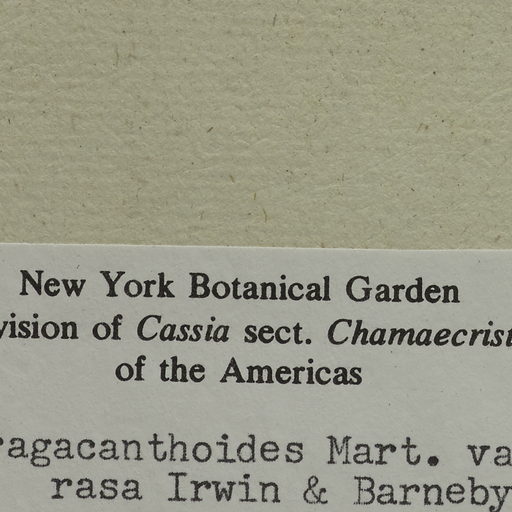 New York Botanical Garden
vision of Cassia sect. Chamaecrist
of the Americas
ragacanthoides Mart. va
rasa Irwin & Barneby